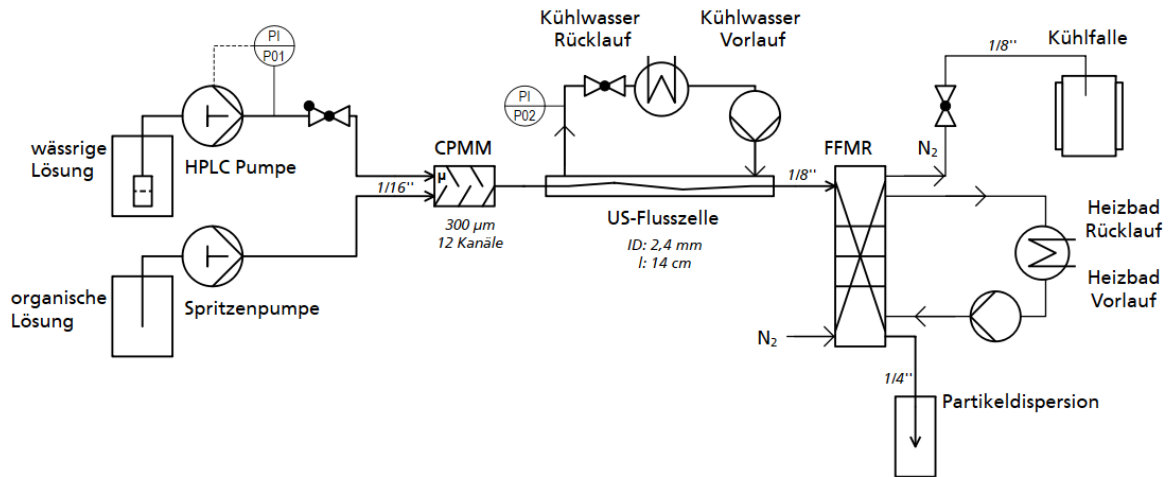 PI
P01
wässrige
Lösung
HPLC Pumpe
organische
Lösung
Spritzenpumpe
1/16''
CPMM
µ
300 µm
12 Kanäle
PI
P02
Kühlwasser
Rücklauf
Kühlwasser
Vorlauf
US-Flusszelle
ID: 2,4 mm
l: 14 cm
1/8''
FFMR
N2
N2
1/8''
Kühlfalle
Heizbad
Rücklauf
Heizbad
Vorlauf
1/4''
Partikeldispersion